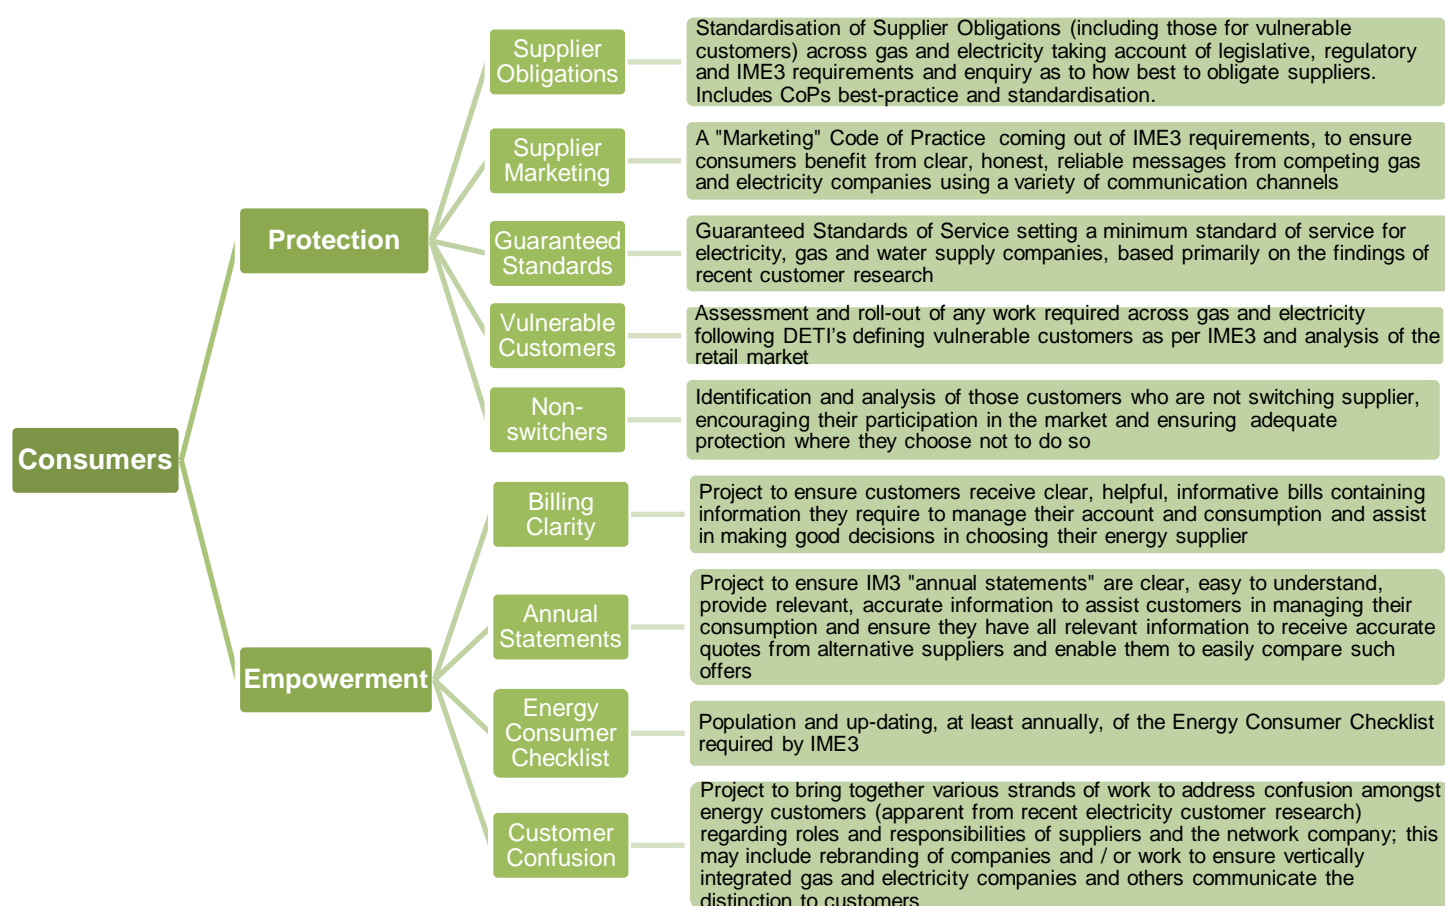 Consumers
Protection
Supplier
Obligations
Standardisation of Supplier Obligations (including those for vulnerable
customers) across gas and electricity taking account of legislative, regulatory
and IME3 requirements and enquiry as to how best to obligate suppliers.
Includes CoPs best-practice and standardisation.
Supplier
Marketing
A "Marketing" Code of Practice coming out of IME3 requirements, to ensure
consumers benefit from clear, honest, reliable messages from competing gas
and electricity companies using a variety of communication channels
Guaranteed
Standards
Guaranteed Standards of Service setting a minimum standard of service for
electricity, gas and water supply companies, based primarily on the findings of
recent customer research
Vulnerable
Customers
Assessment and roll-out of any work required across gas and electricity
following DETI’s defining vulnerable customers as per IME3 and analysis of the
retail market
Non-
switchers
Identification and analysis of those customers who are not switching supplier,
encouraging their participation in the market and ensuring adequate
protection where they choose not to do so
Empowerment
Billing
Clarity
Project to ensure customers receive clear, helpful, informative bills containing
information they require to manage their account and consumption and assist
in making good decisions in choosing their energy supplier
Annual
Statements
Project to ensure IM3 "annual statements" are clear, easy to understand,
provide relevant, accurate information to assist customers in managing their
consumption and ensure they have all relevant information to receive accurate
quotes from alternative suppliers and enable them to easily compare such
offers
Energy
Consumer
Checklist
Population and up-dating, at least annually, of the Energy Consumer Checklist
required by IME3
Customer
Confusion
Project to bring together various strands of work to address confusion amongst
energy customers (apparent from recent electricity customer research)
regarding roles and responsibilities of suppliers and the network company; this
may include rebranding of companies and / or work to ensure vertically
integrated gas and electricity companies and others communicate the
distinction to customers